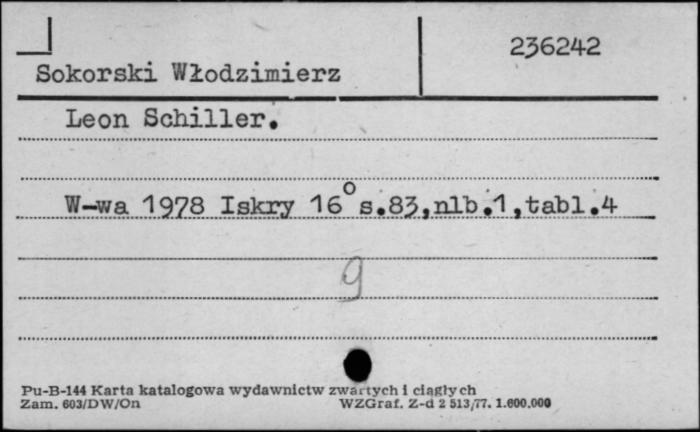 236242
Sokorski Włodzimierz
Leon Schiller.
W-wa 1978 Iskry 16° s.83,nlb.1,tabl.4
g
Pu-B-144 Karta katalogowa wydawnictw zwartych i ciągłych
Zam. 603/DW/On WZGraf. Z-d 2 513/77. 1.600.000